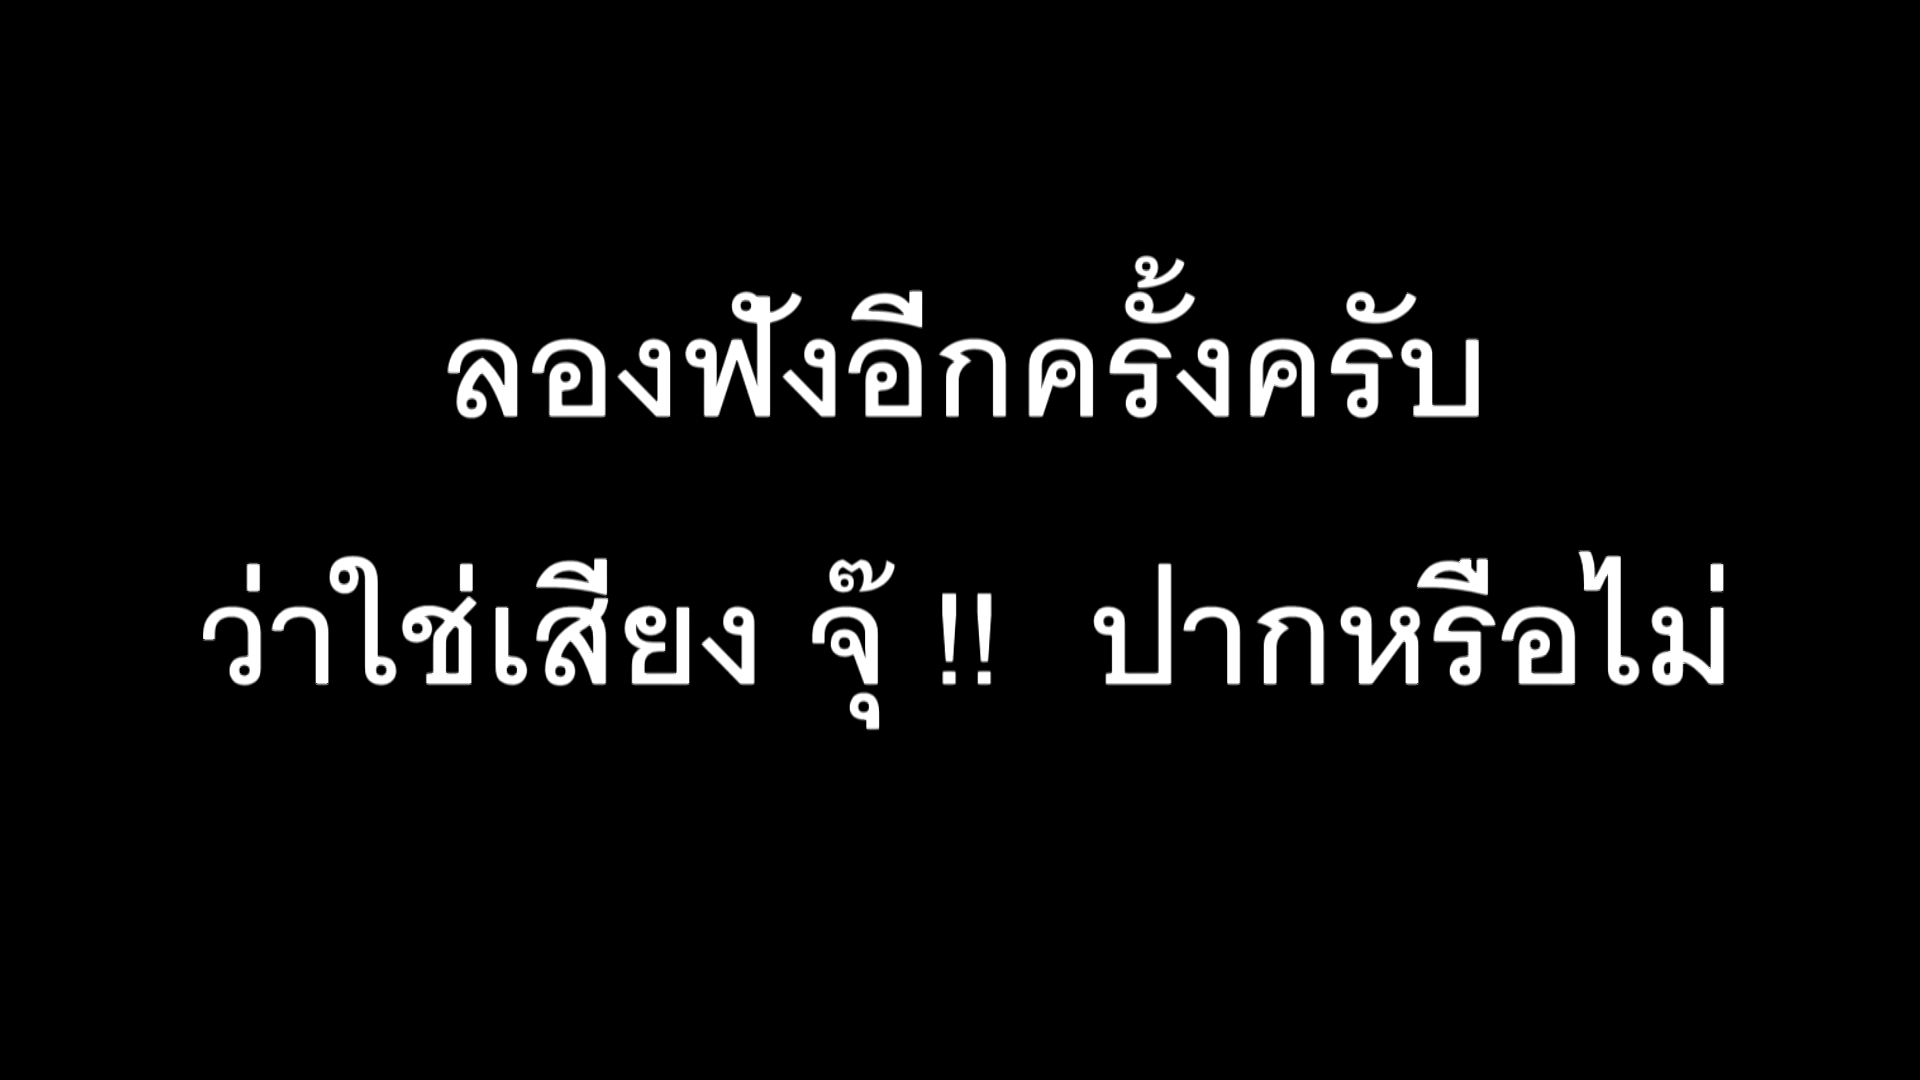 ลองฟังอีกครั้งครับ
ว่าใช่เสียง จุ๊ !! ปากหรือไม่